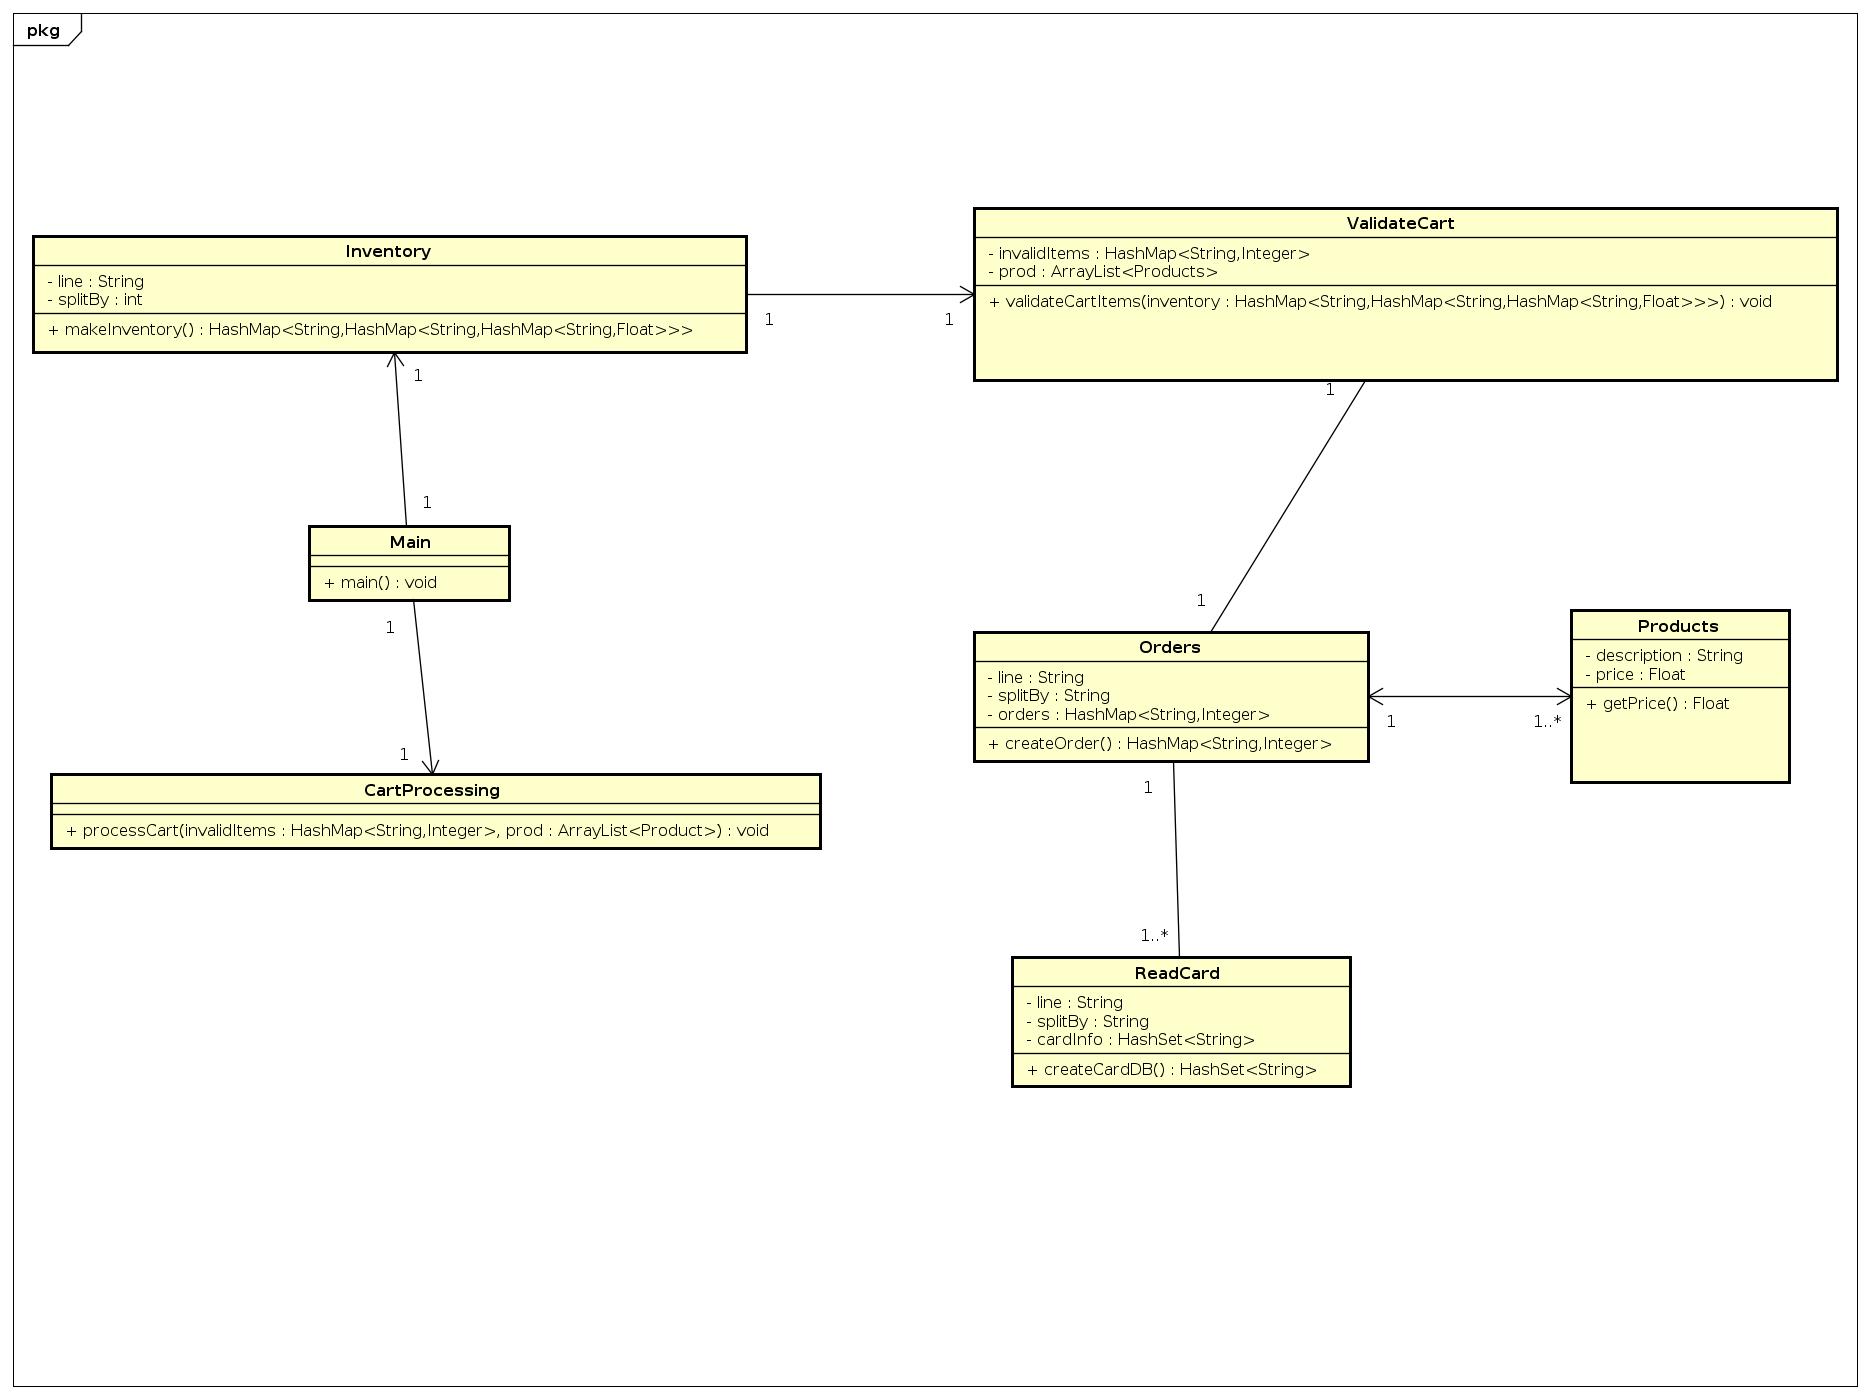 pkg
Inventory
- line : String
- splitBy : int
+ makeInventory() : HashMap<String,HashMap<String,HashMap<String,Float>>>
1
1
ValidateCart
- invalidItems : HashMap<String,Integer>
- prod : ArrayList<Products>
+ validateCartItems(inventory : HashMap<String,HashMap<String,HashMap<String,Float>>>) : void
1
1
1
Main
+ main() : void
1
1
CartProcessing
+ processCart(invalidItems : HashMap<String,Integer>, prod : ArrayList<Product>) : void
1
Orders
- line : String
- splitBy : String
- orders : HashMap<String,Integer>
+ createOrder() : HashMap<String,Integer>
1
1..*
Products
- description : String
- price : Float
+ getPrice() : Float
1
1..*
ReadCard
- line : String
- splitBy : String
- cardInfo : HashSet<String>
+ createCardDB() : HashSet<String>